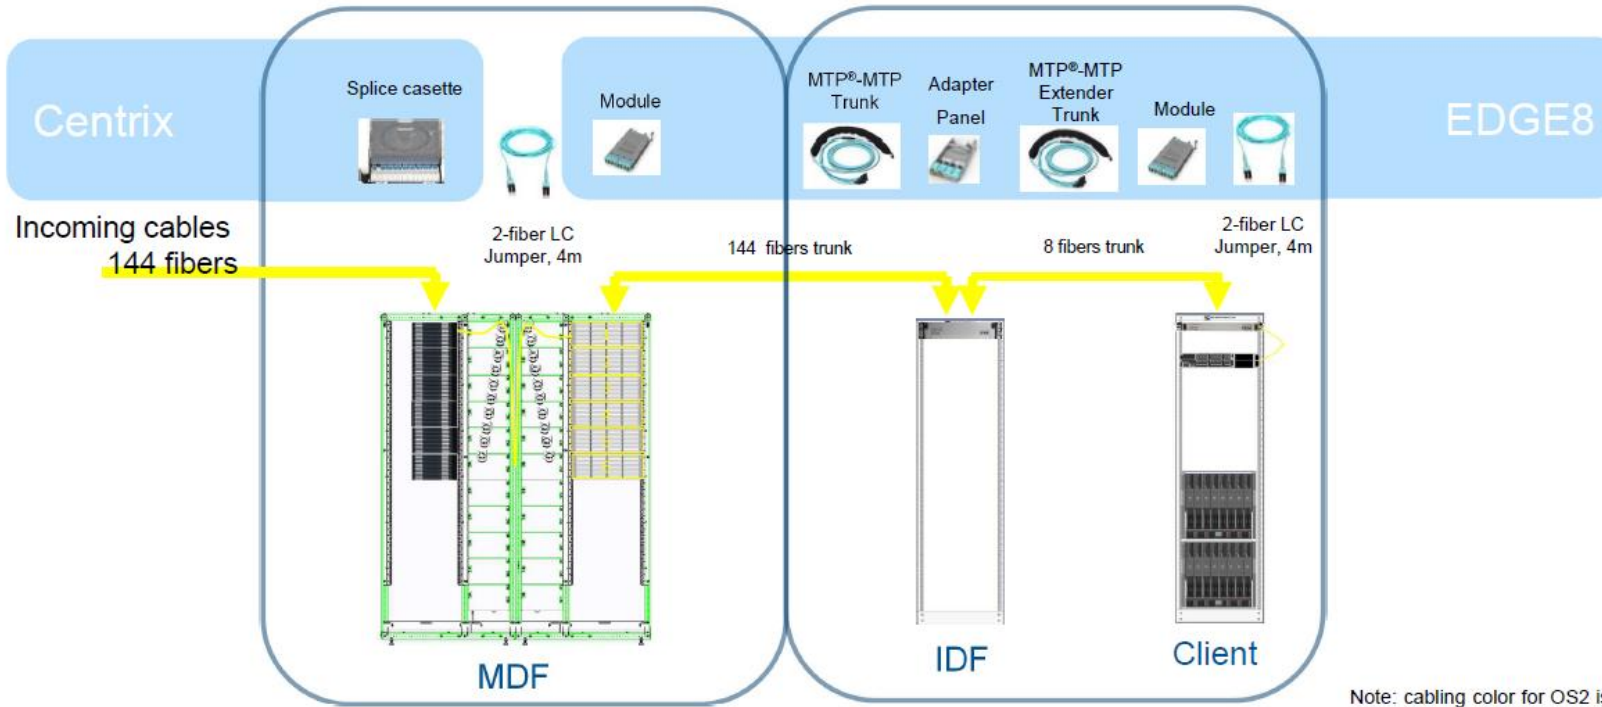 Centrix
Splice casette
2-fiber LC
Jumper, 4m
Module
MTP®-MTP
Trunk
Adapter
Panel
MTP®-MTP
Extender
Trunk
Module
2-fiber LC
Jumper, 4m
EDGE8
Incoming cables
144 fibers
144 fibers trunk
8 fibers trunk
MDF
IDF
Client
Note: cabling color for OS2 is